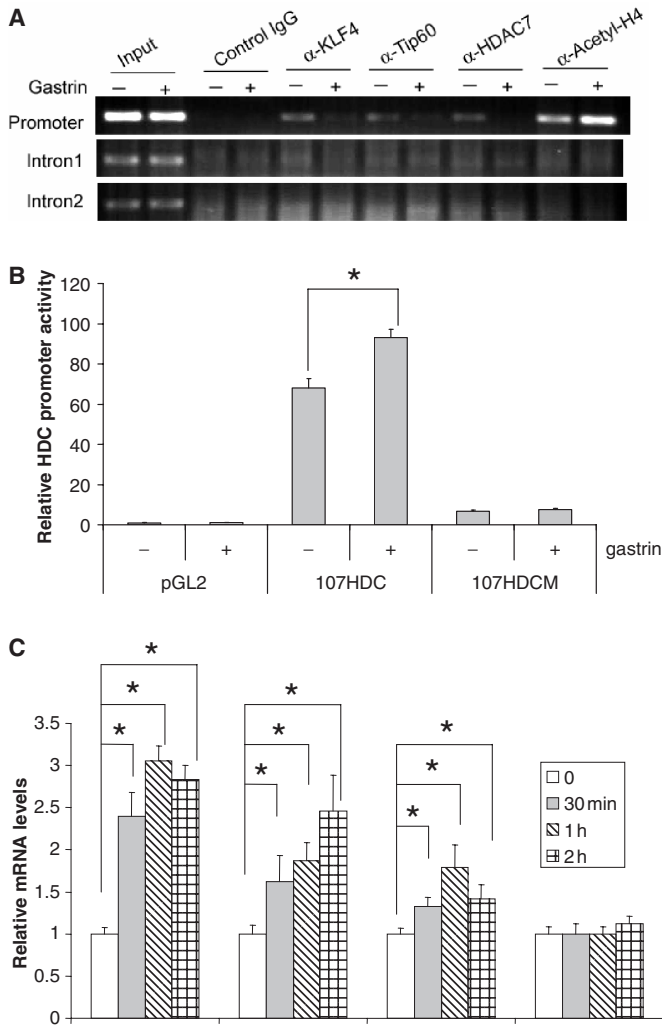 A
Input Control IgG α-KLF4 α-Tip60 α-HDAC7 α-Acetyl-H4
Gastrin – + – + – + – + – + – +
Promoter
Intron1
Intron2
B
Relative HDC promoter activity
120
100
80
60
40
20
0
*
– + – + – + gastrin
pGL2 107HDC 107HDCM
C
Relative mRNA levels
3.5
3
2.5
2
1.5
1
0.5
0
* * *
* * *
* * *
0
30 min
1 h
2 h